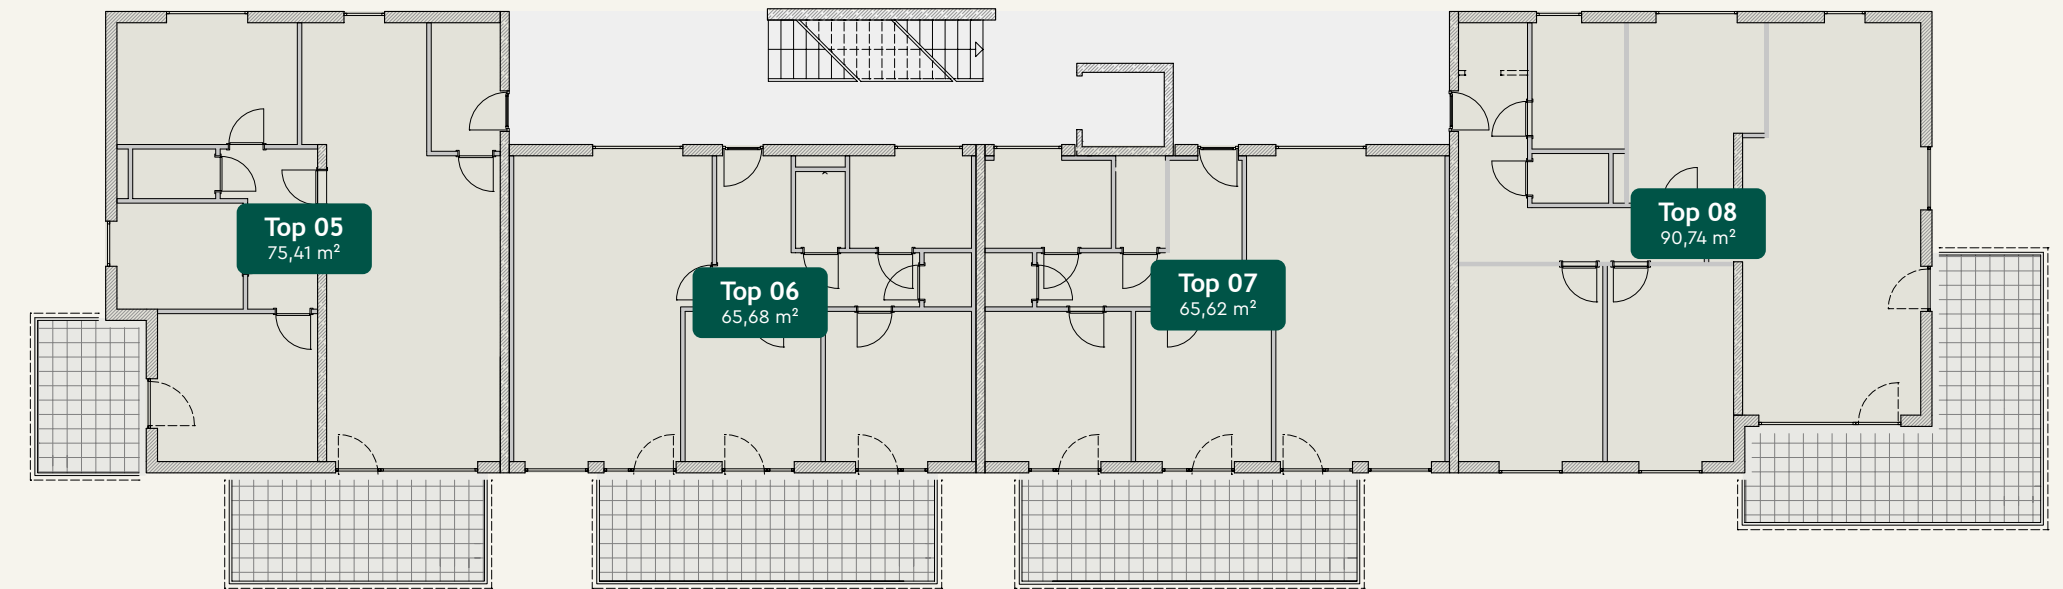 Top 05
75,41 m²
Top 06
65,68 m²
Top 07
65,62 m²
Top 08
90,74 m²